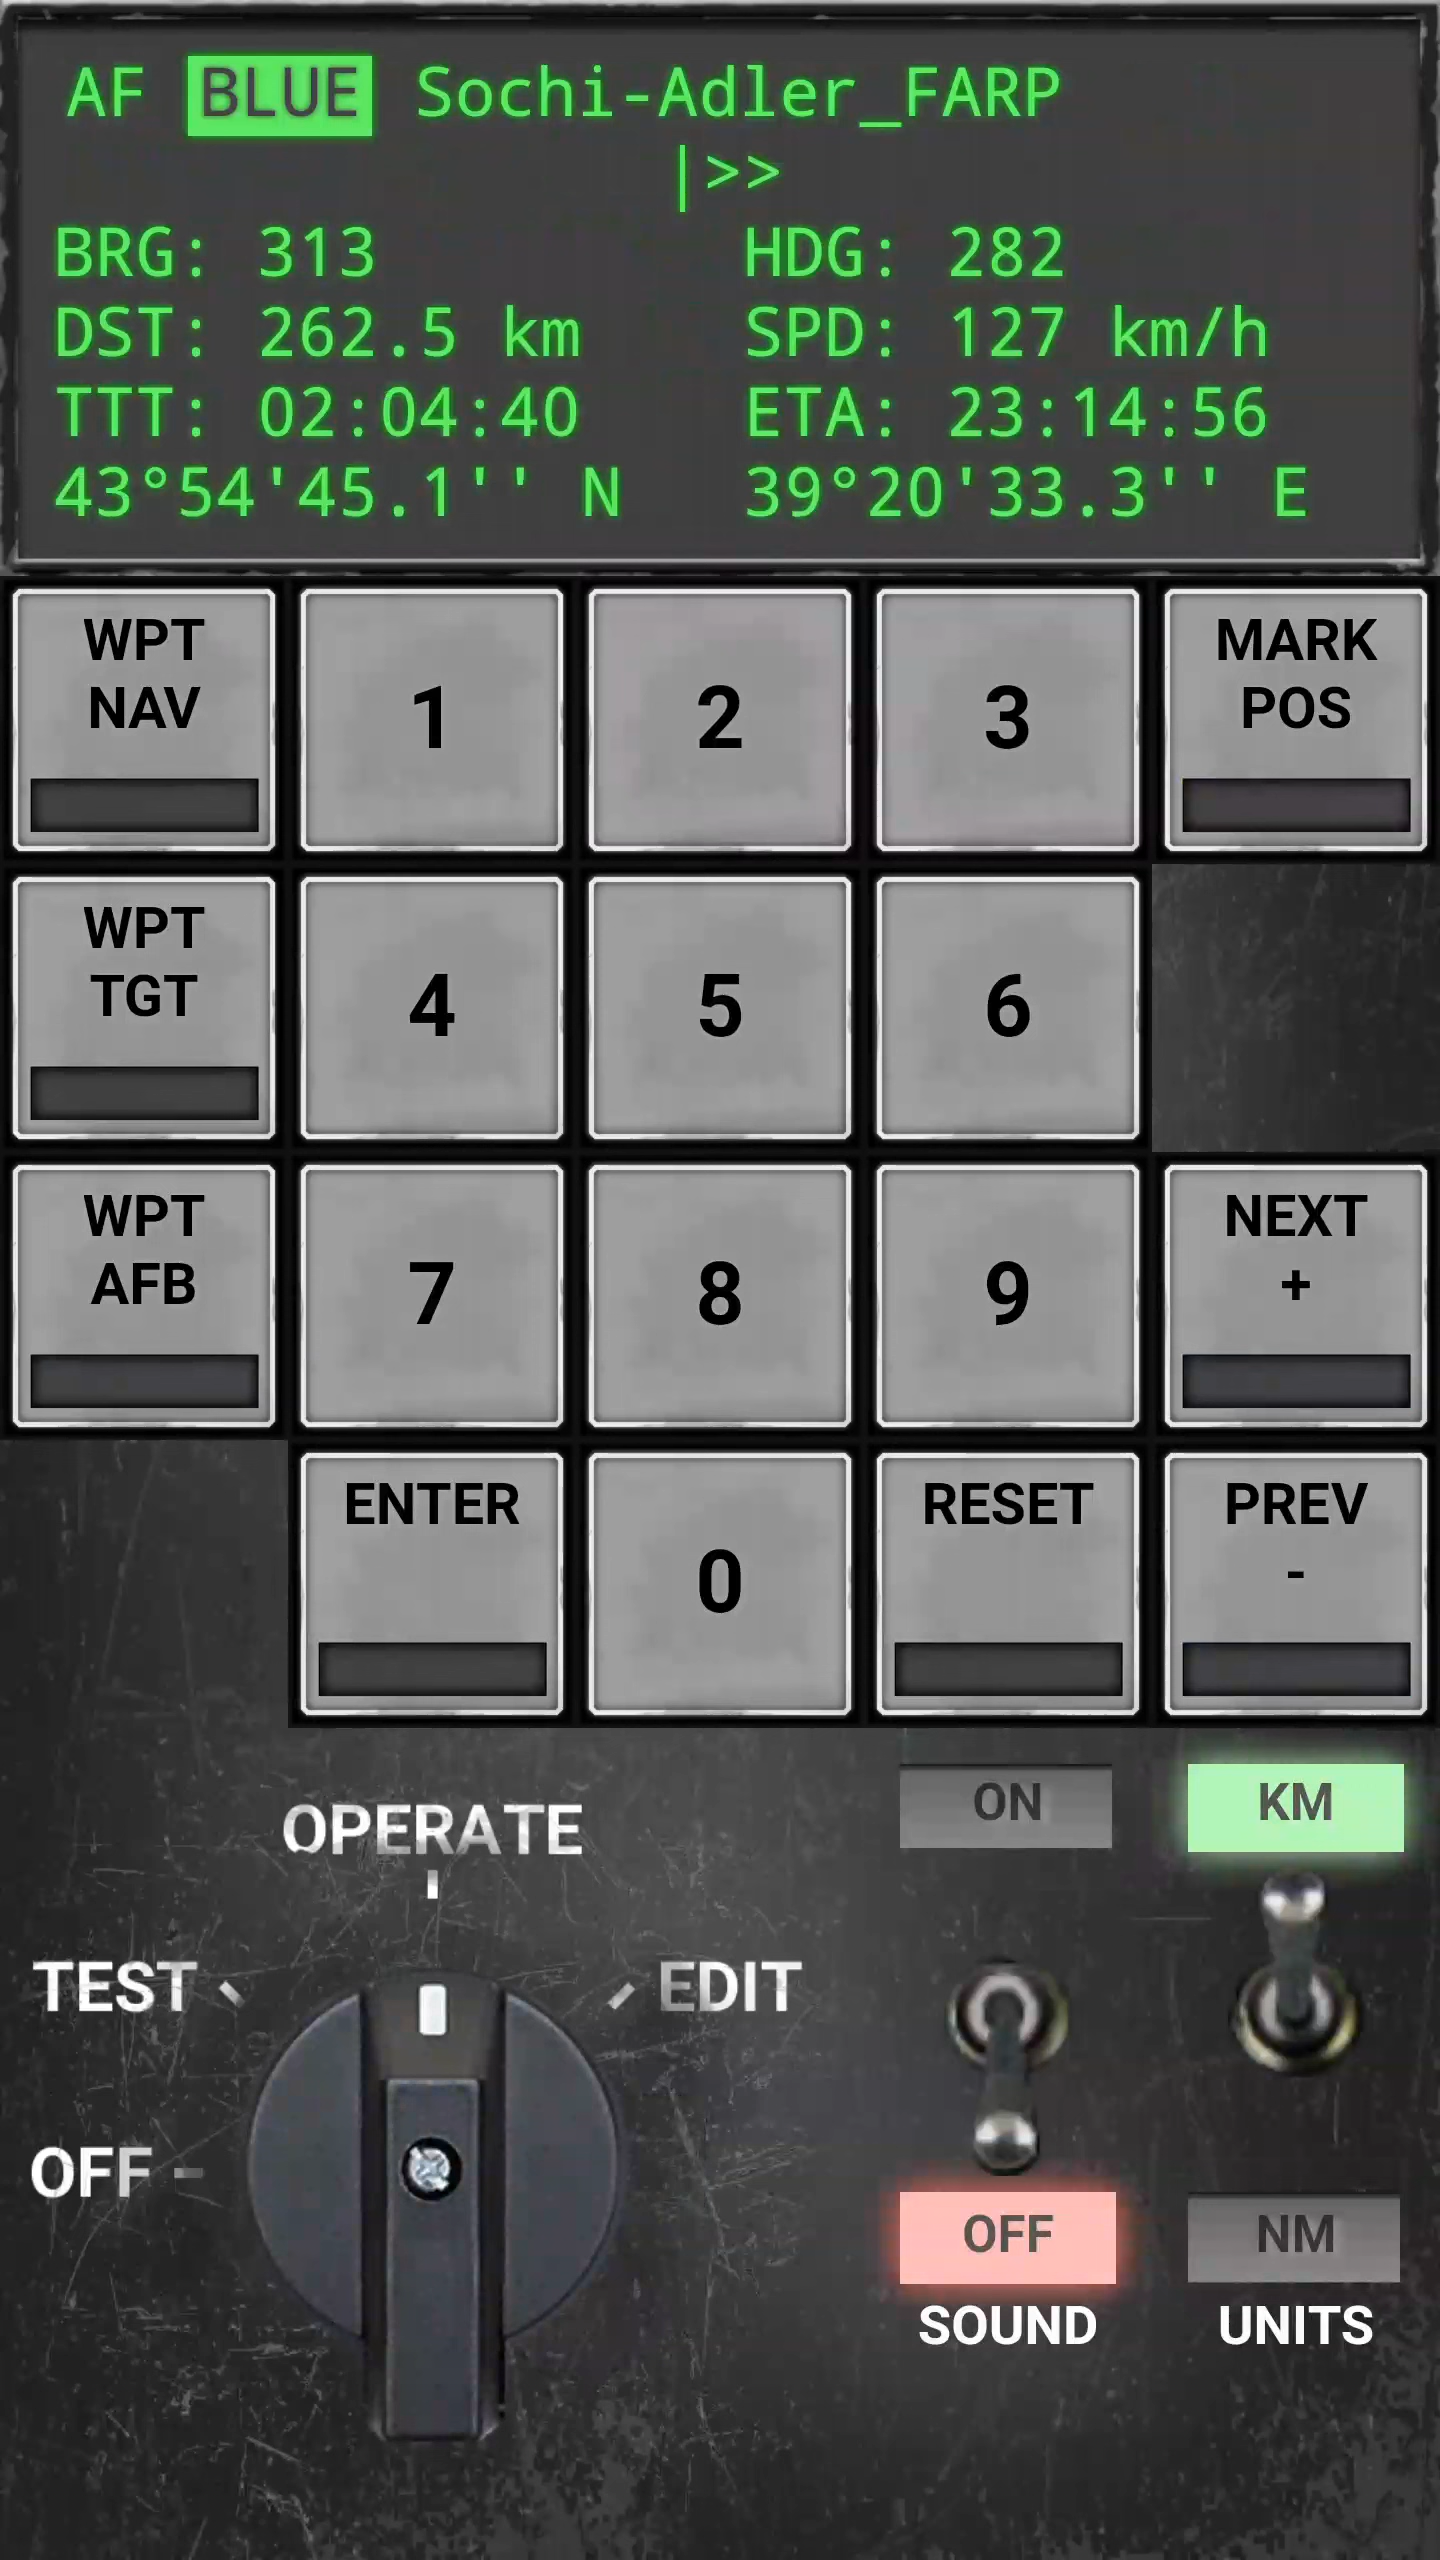 AF BLUE Sochi-Adler_FARP
|>>
BRG: 313 HDG: 282
DST: 262.5 km SPD: 127 km/h
TTT: 02:04:40 ETA: 23:14:56
43°54'45.1'' N 39°20'33.3'' E
WPT NAV
1
2
3
MARK POS
WPT TGT
4
5
6
WPT AFB
7
8
9
NEXT +
ENTER
0
RESET
PREV -
ON
KM
OPERATE
TEST
EDIT
OFF
OFF
NM
SOUND
UNITS